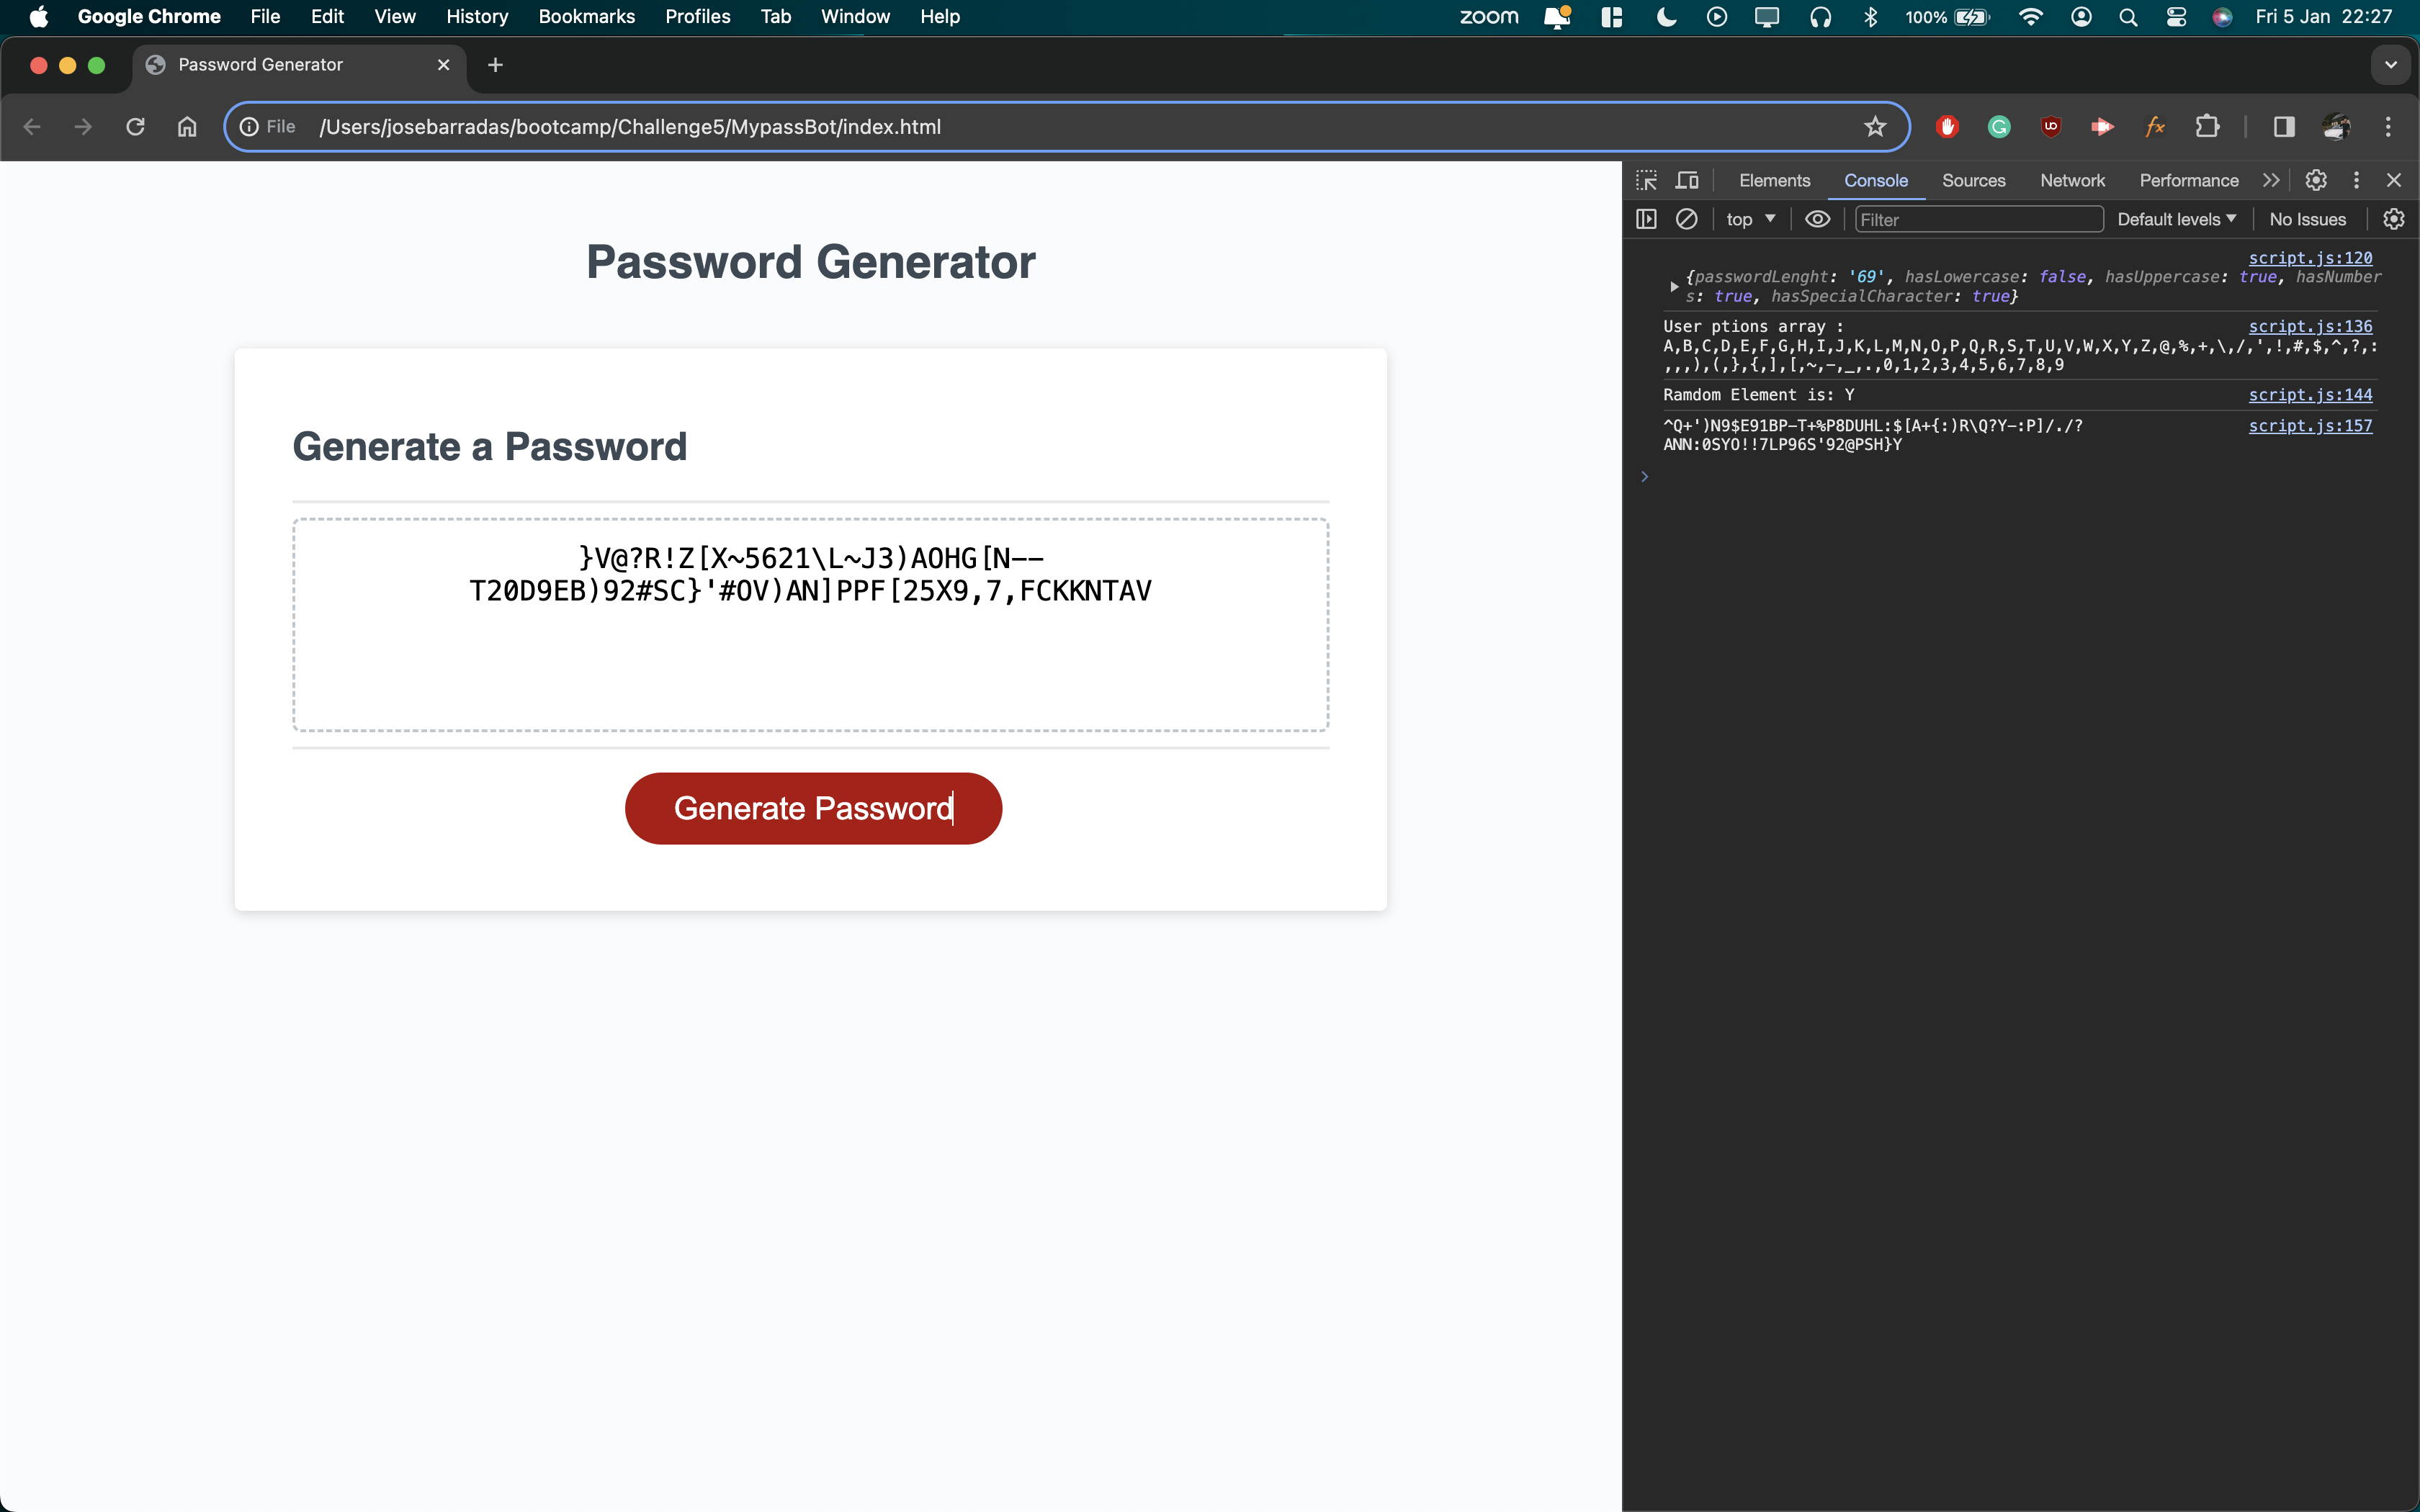 Google Chrome File Edit View History Bookmarks Profiles Tab Window Help zoom 100% Fri 5 Jan 22:27
Password Generator
File /Users/josebarradas/bootcamp/Challenge5/MypassBot/index.html
Elements Console Sources Network Performance
top Filter Default levels No Issues
script.js:120
{passwordLenght: '69', hasLowercase: false, hasUppercase: true, hasNumber
s: true, hasSpecialCharacter: true}
User ptions array : script.js:136
A,B,C,D,E,F,G,H,I,J,K,L,M,N,O,P,Q,R,S,T,U,V,W,X,Y,Z,@,%,+,\,/,',!,#,$,^,?,:
,,,),(,},{,],[,~,-,_,.,0,1,2,3,4,5,6,7,8,9
Ramdom Element is: Y script.js:144
^Q+')N9$E91BP-T+%P8DUHL:$[A+{:)R\Q?Y-:P]/./? script.js:157
ANN:0SYO!!7LP96S'92@PSH}Y
Password Generator
Generate a Password
}V@?R!Z[X~5621\L~J3)AOHG[N--
T20D9EB)92#SC}'#OV)AN]PPF[25X9,7,FCKKNTAV
Generate Password